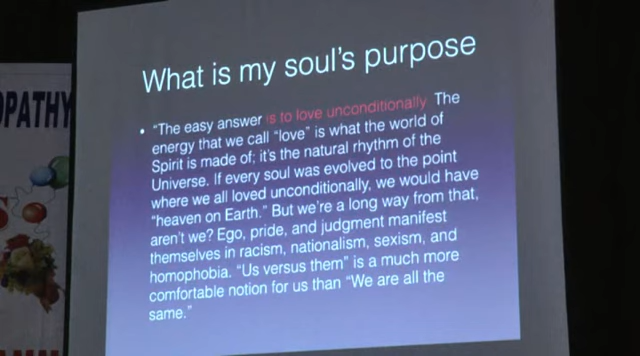 What is my soul's purpose
OPATHY
• "The easy answer is to love unconditionally. The
energy that we call "love" is what the world of
Spirit is made of; it's the natural rhythm of the
Universe. If every soul was evolved to the point
where we all loved unconditionally, we would have
"heaven on Earth." But we're a long way from that,
aren't we? Ego, pride, and judgment manifest
themselves in racism, nationalism, sexism, and
homophobia. "Us versus them" is a much more
comfortable notion for us than "We are all the
same."